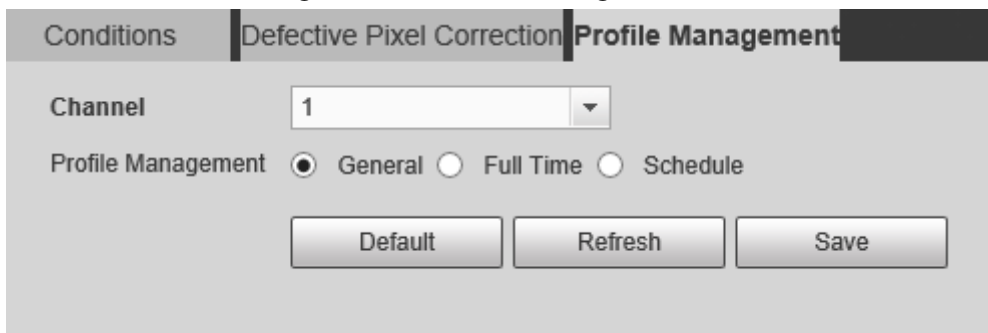 Conditions Defective Pixel Correction Profile Management
Channel 1
Profile Management General Full Time Schedule
Default Refresh Save